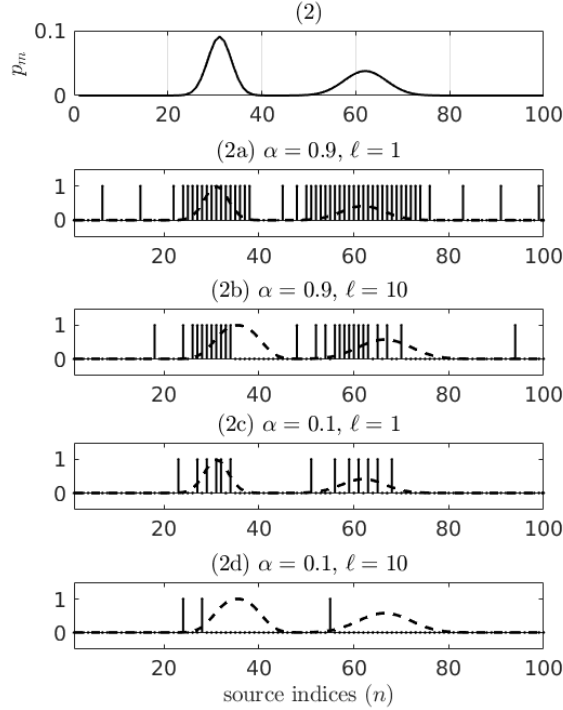 (2)
p_m
0.1
0
0 20 40 60 80 100
(2a) α = 0.9, ℓ = 1
1
0
20 40 60 80 100
(2b) α = 0.9, ℓ = 10
1
0
20 40 60 80 100
(2c) α = 0.1, ℓ = 1
1
0
20 40 60 80 100
(2d) α = 0.1, ℓ = 10
1
0
20 40 60 80 100
source indices (n)